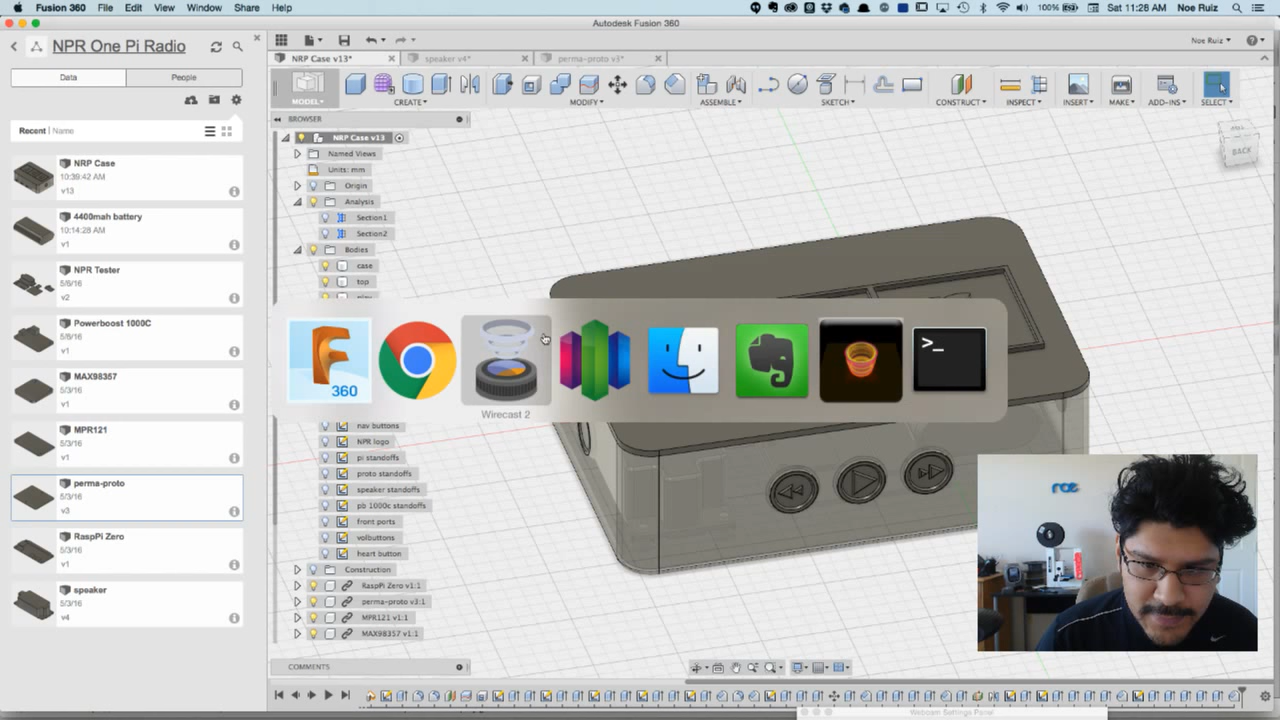 Fusion 360 File Edit View Window Share Help
100% Sat 11:28 AM Noe Ruiz
Autodesk Fusion 360
NPR One Pi Radio
Noe Ruiz
NPR Case v13*
speaker v4*
perma-proto v3*
Data
People
MODEL
CREATE
MODIFY
ASSEMBLE
SKETCH
CONSTRUCT
INSPECT
INSERT
MAKE
ADD-INS
SELECT
Recent | Name
BROWSER
NRP Case v13
Named Views
Units: mm
Origin
Analysis
Section1
Section2
Bodies
case
top
BACK
NRP Case
10:39:42 AM
v13
4400mah battery
10:14:28 AM
v1
NPR Tester
5/8/16
v2
Powerboost 1000C
5/8/16
v1
MAX98357
5/3/16
v1
MPR121
5/3/16
v1
perma-proto
5/3/16
v3
RaspPi Zero
5/3/16
v1
speaker
5/3/16
v4
360
>_
Wirecast 2
nav buttons
NPR logo
pi standoffs
proto standoffs
speaker standoffs
pb 1000c standoffs
front ports
volbuttons
heart button
Construction
RaspPi Zero v1:1
perma-proto v3:1
MPR121 v1:1
MAX98357 v1:1
noe
COMMENTS
Webcam Settings Panel